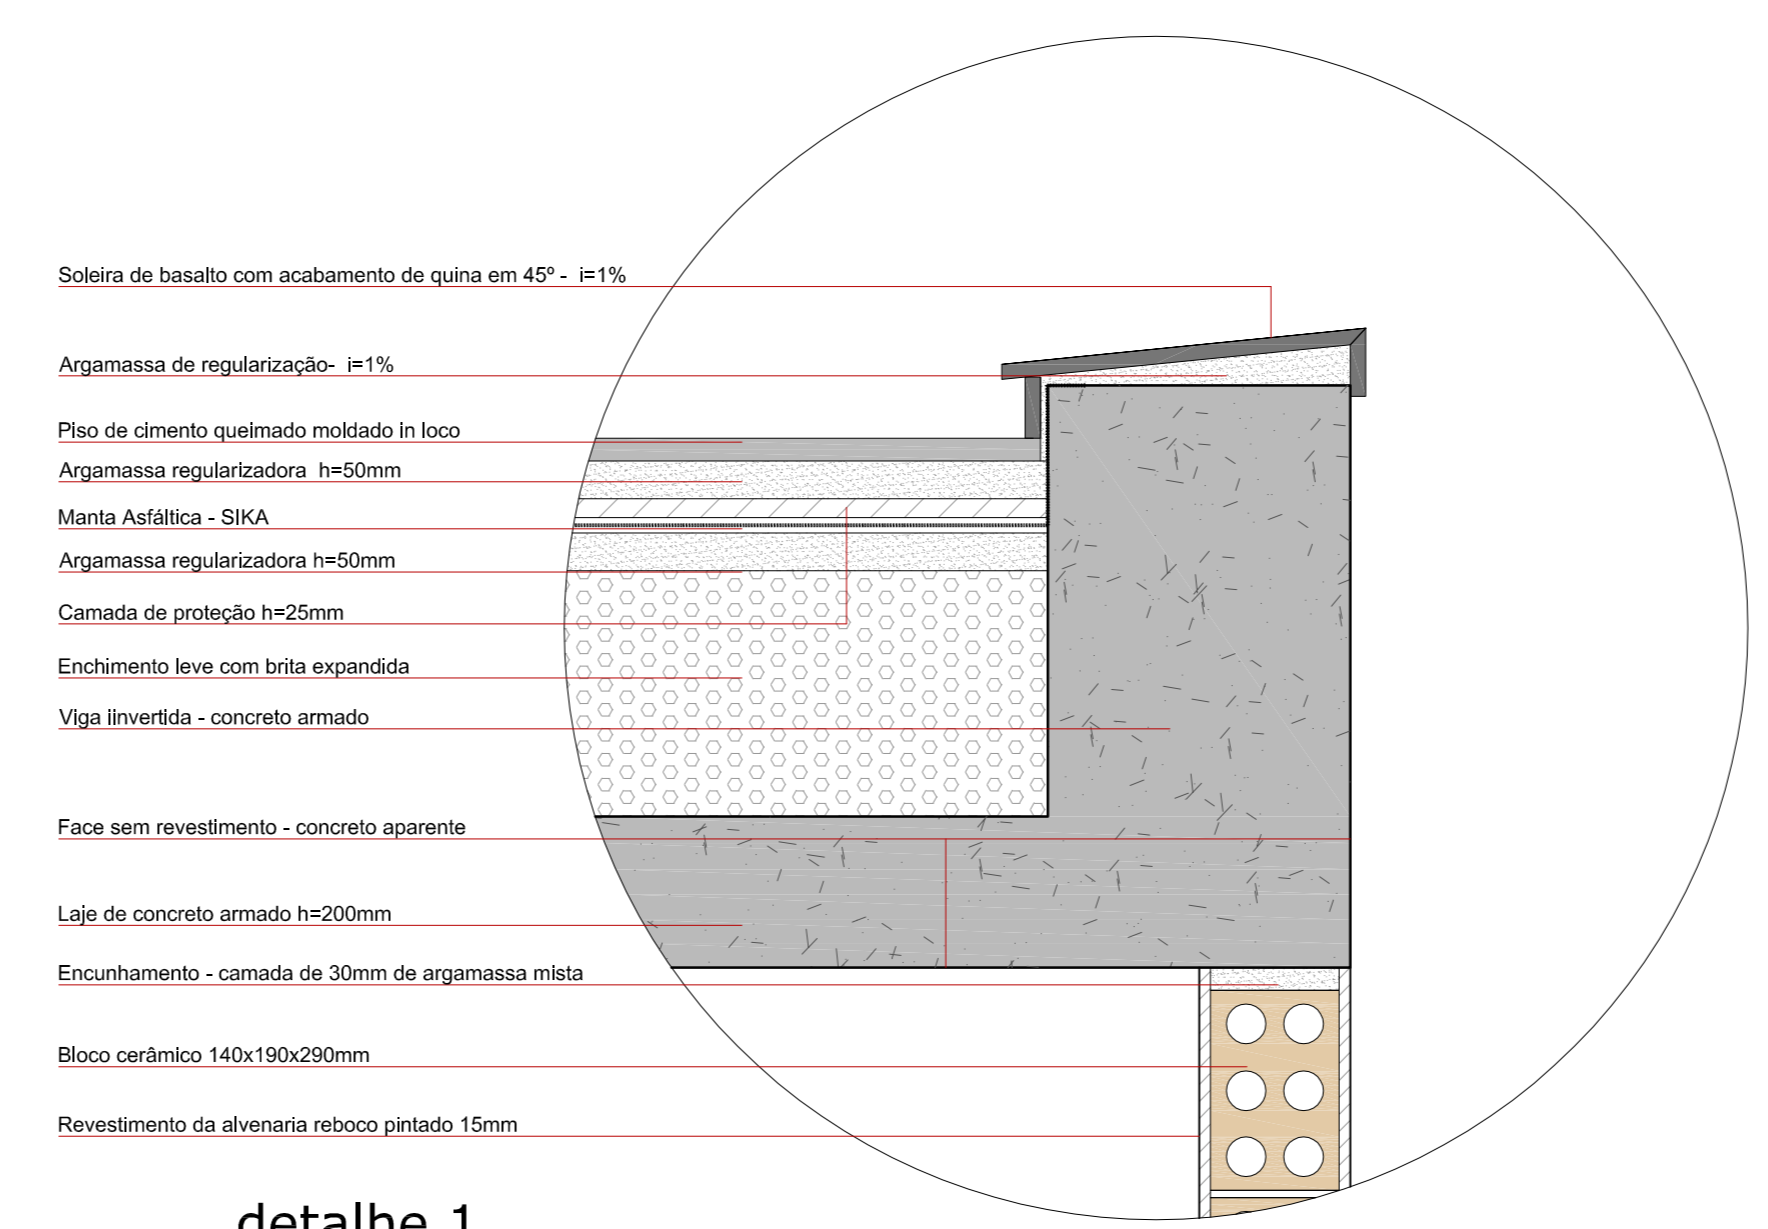 Soleira de basalto com acabamento de quina em 45º - i=1%
Argamassa de regularização- i=1%
Piso de cimento queimado moldado in loco
Argamassa regularizadora h=50mm
Manta Asfáltica - SIKA
Argamassa regularizadora h=50mm
Camada de proteção h=25mm
Enchimento leve com brita expandida
Viga iinvertida - concreto armado
Face sem revestimento - concreto aparente
Laje de concreto armado h=200mm
Encunhamento - camada de 30mm de argamassa mista
Bloco cerâmico 140x190x290mm
Revestimento da alvenaria reboco pintado 15mm
detalhe 1